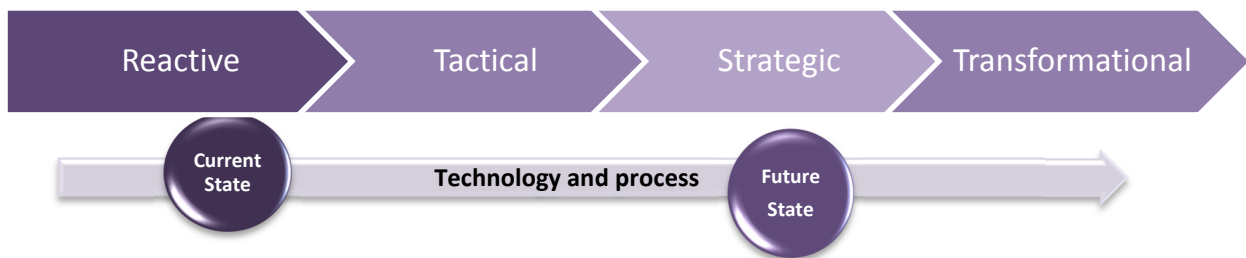 Reactive
Tactical
Strategic
Transformational
Current
State
Technology and process
Future
State